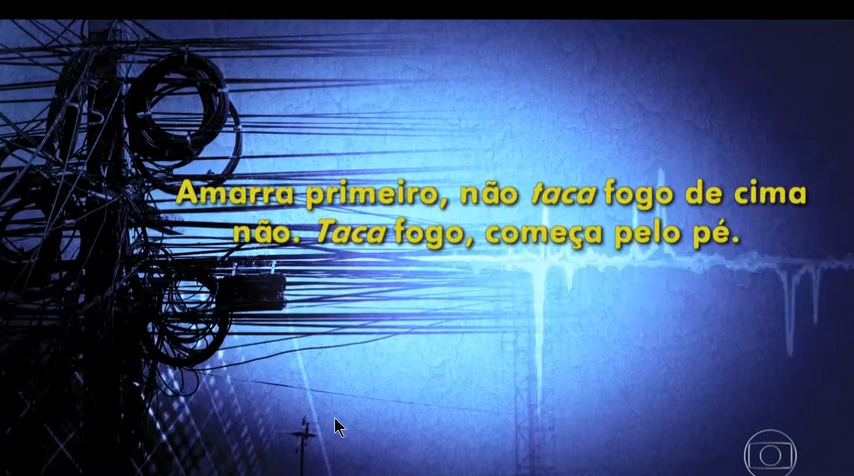 Amarra primeiro, não taca fogo de cima
não. Taca fogo, começa pelo pé.